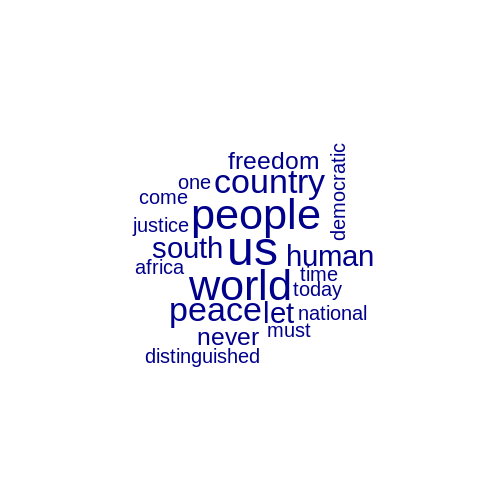 democratic
freedom
one country
come
people
justice
us
south
human
africa
time
world
today
peace let
national
must
never
distinguished